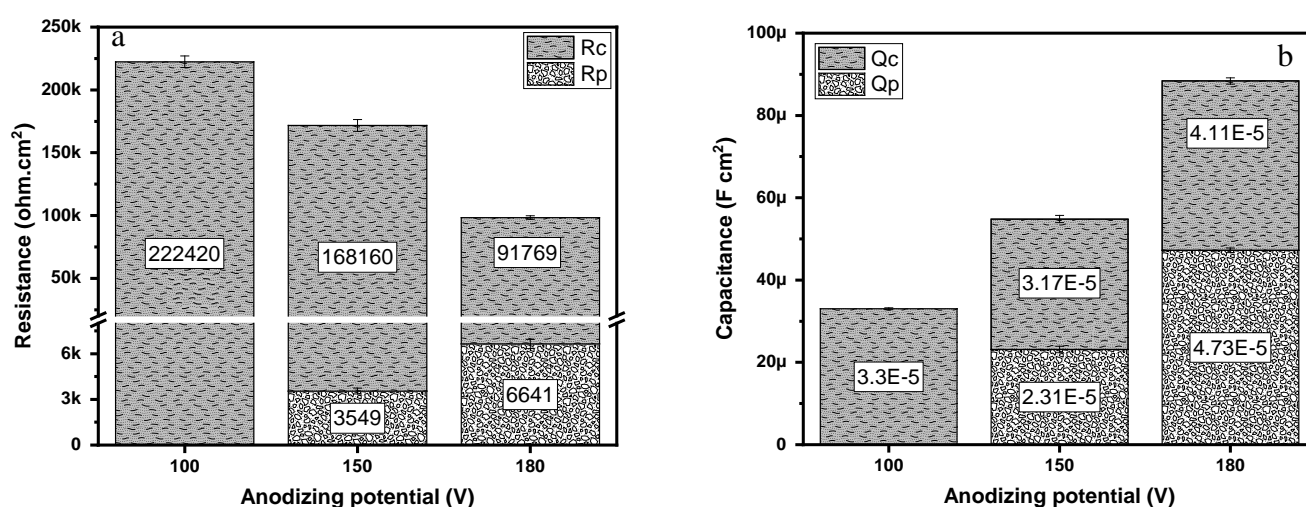 a
Rc
Rp
250k
225k
200k
150k
100k
50k
6k
3k
0
222420
168160
91769
3549
6641
100
150
180
Resistance (ohm.cm²)
Anodizing potential (V)
b
Qc
Qp
100µ
80µ
60µ
40µ
20µ
0
3.3E-5
3.17E-5
2.31E-5
4.11E-5
4.73E-5
100
150
180
Capacitance (F cm²)
Anodizing potential (V)